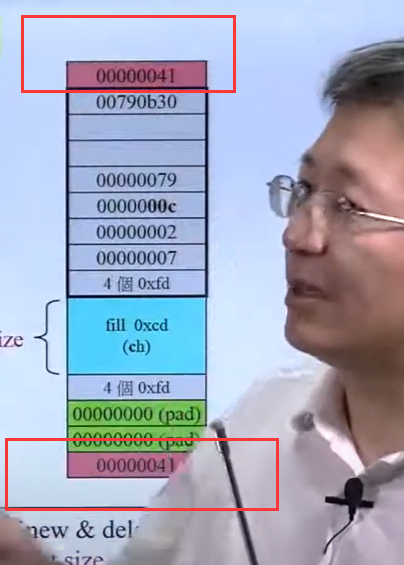 00000041
00790b30
00000079
0000000c
00000002
00000007
4 個 0xfd
ize
fill 0xcd
(ch)
4 個 0xfd
00000000 (pad)
00000000 (pad)
00000041
new & del
size